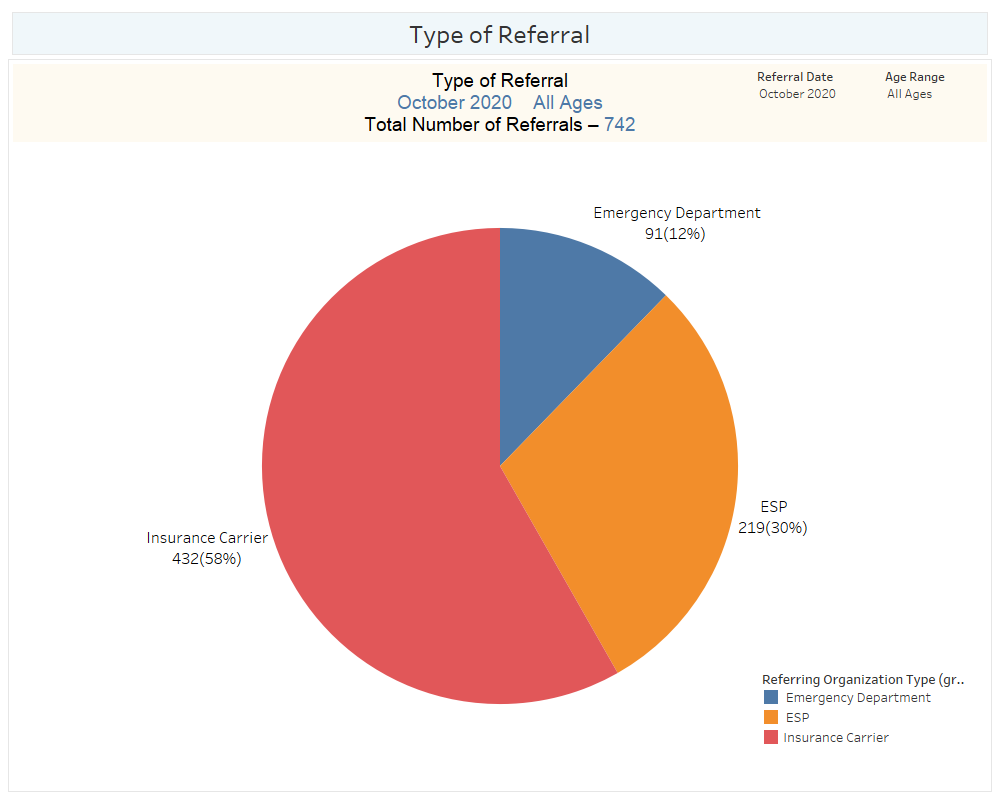 Type of Referral
Type of Referral
October 2020 All Ages
Total Number of Referrals – 742
Referral Date
October 2020
Age Range
All Ages
Emergency Department
91(12%)
ESP
219(30%)
Insurance Carrier
432(58%)
Referring Organization Type (gr..
Emergency Department
ESP
Insurance Carrier